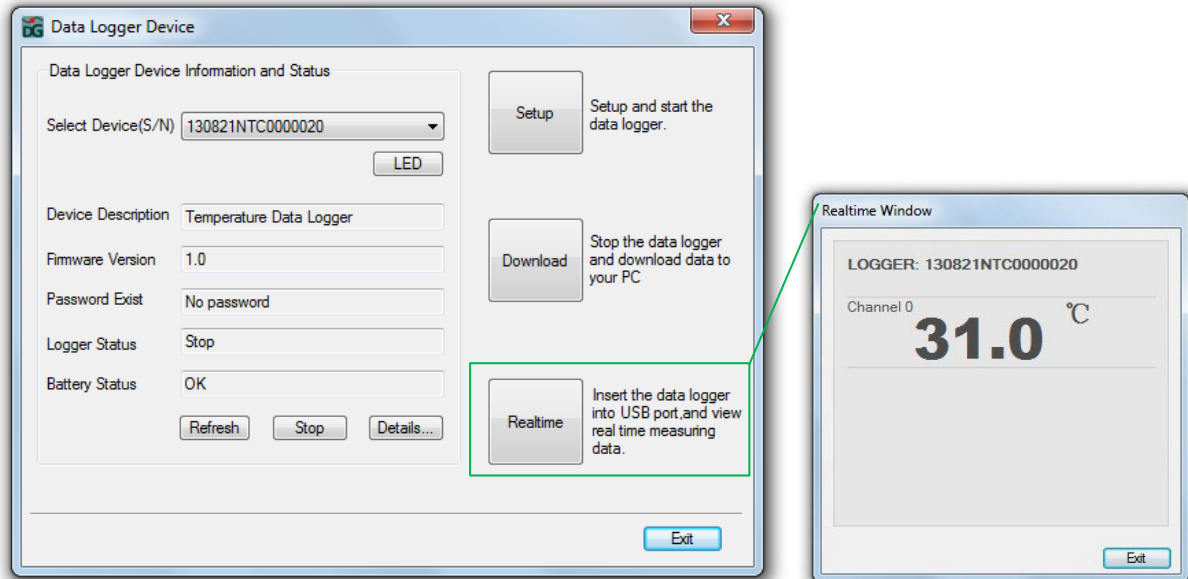 DG Data Logger Device
Data Logger Device Information and Status
Select Device(S/N) 130821NTC0000020
LED
Device Description Temperature Data Logger
Firmware Version 1.0
Password Exist No password
Logger Status Stop
Battery Status OK
Refresh Stop Details...
Setup
Setup and start the
data logger.
Download
Stop the data logger
and download data to
your PC
Realtime
Insert the data logger
into USB port,and view
real time measuring
data.
Exit
Realtime Window
LOGGER: 130821NTC0000020
Channel 0
31.0 ℃
Exit